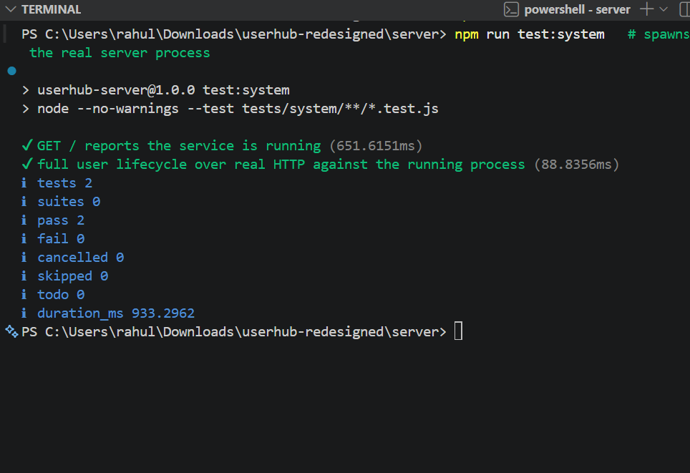 TERMINAL
powershell - server
PS C:\Users\rahul\Downloads\userhub-redesigned\server> npm run test:system   # spawns
the real server process
> userhub-server@1.0.0 test:system
> node --no-warnings --test tests/system/**/*.test.js
✓ GET / reports the service is running (651.6151ms)
✓ full user lifecycle over real HTTP against the running process (88.8356ms)
ℹ tests 2
ℹ suites 0
ℹ pass 2
ℹ fail 0
ℹ cancelled 0
ℹ skipped 0
ℹ todo 0
ℹ duration_ms 933.2962
PS C:\Users\rahul\Downloads\userhub-redesigned\server>